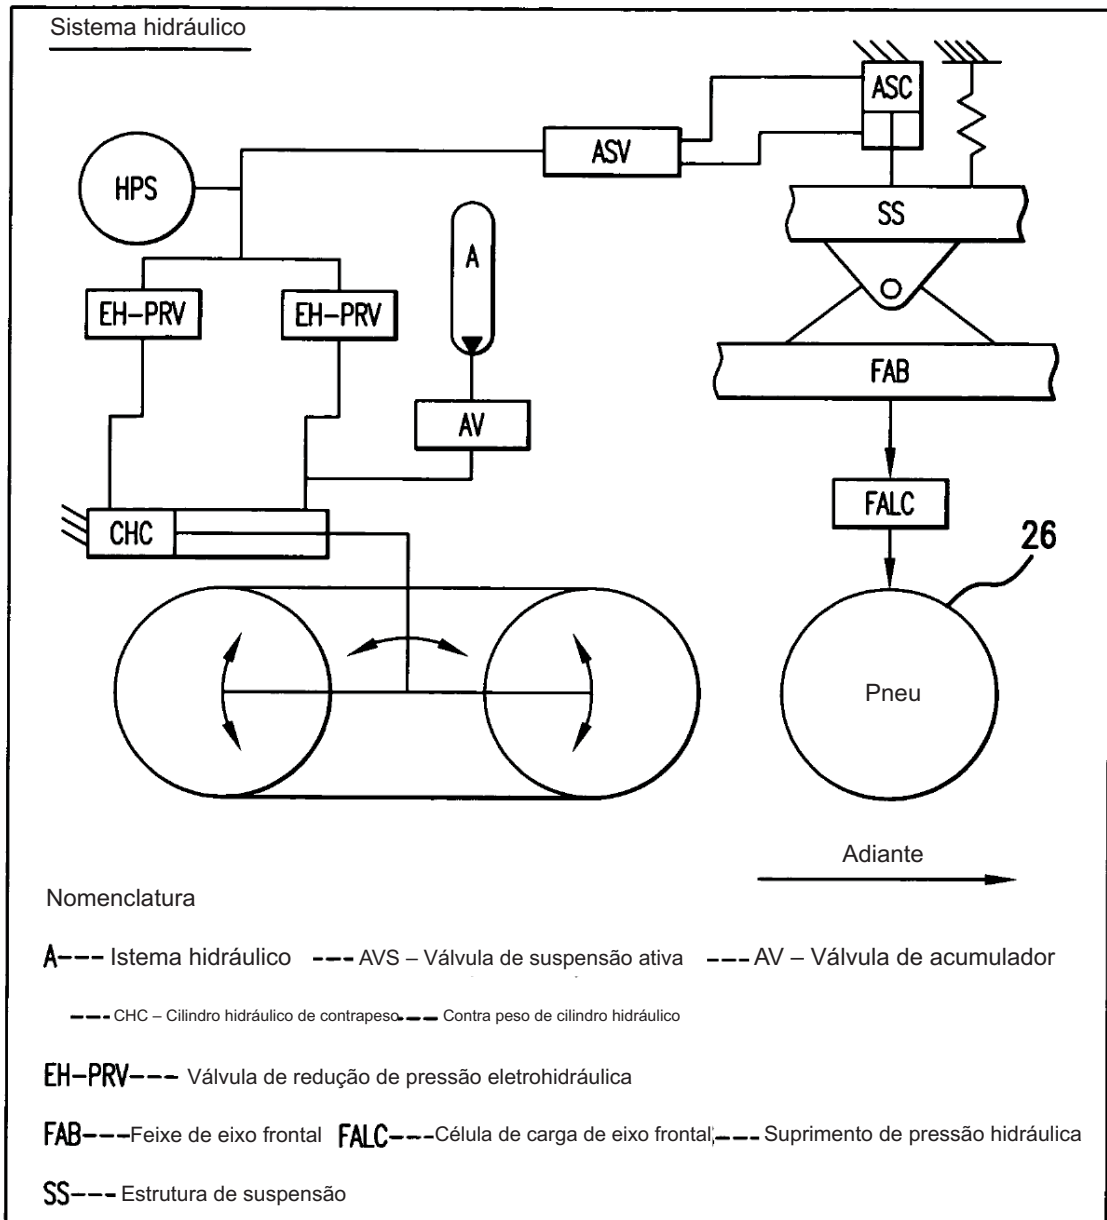 Sistema hidráulico
ASC
ASV
HPS
SS
A
EH-PRV EH-PRV
FAB
AV
FALC
CHC
26
Pneu
Adiante
Nomenclatura
A--- Istema hidráulico --- AVS – Válvula de suspensão ativa --- AV – Válvula de acumulador
--- CHC – Cilindro hidráulico de contrapeso --- Contra peso de cilindro hidráulico
EH-PRV--- Válvula de redução de pressão eletrohidráulica
FAB--- Feixe de eixo frontal FALC--- Célula de carga de eixo frontal; --- Suprimento de pressão hidráulica
SS--- Estrutura de suspensão